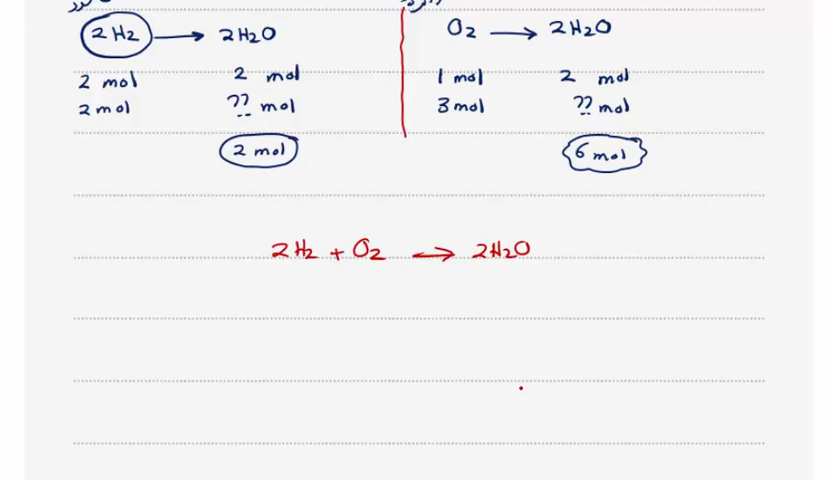 2H₂ → 2H₂O
2 mol 2 mol
2 mol ?? mol
2 mol
O₂ → 2H₂O
1 mol 2 mol
3 mol ?? mol
6 mol
2H₂ + O₂ → 2H₂O